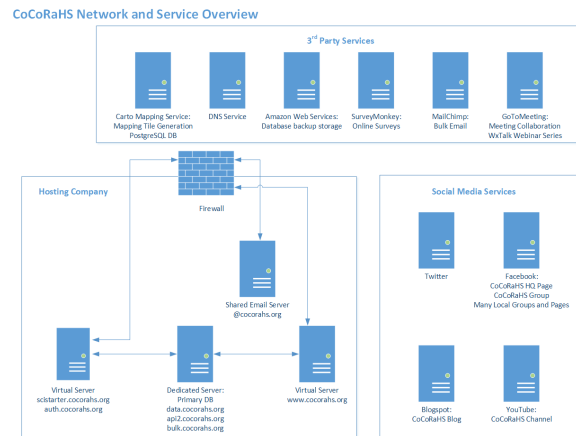 CoCoRaHS Network and Service Overview
3rd Party Services
Carto Mapping Service:
Mapping Tile Generation
PostgreSQL DB
DNS Service
Amazon Web Services:
Database backup storage
SurveyMonkey:
Online Surveys
MailChimp:
Bulk Email
GoToMeeting:
Meeting Collaboration
WxTalk Webinar Series
Hosting Company
Firewall
Shared Email Server
@cocorahs.org
Virtual Server
scistarter.cocorahs.org
auth.cocorahs.org
Dedicated Server:
Primary DB
data.cocorahs.org
api2.cocorahs.org
bulk.cocorahs.org
Virtual Server
www.cocorahs.org
Social Media Services
Twitter
Facebook:
CoCoRaHS HQ Page
CoCoRaHS Group
Many Local Groups and Pages
Blogspot:
CoCoRaHS Blog
YouTube:
CoCoRaHS Channel